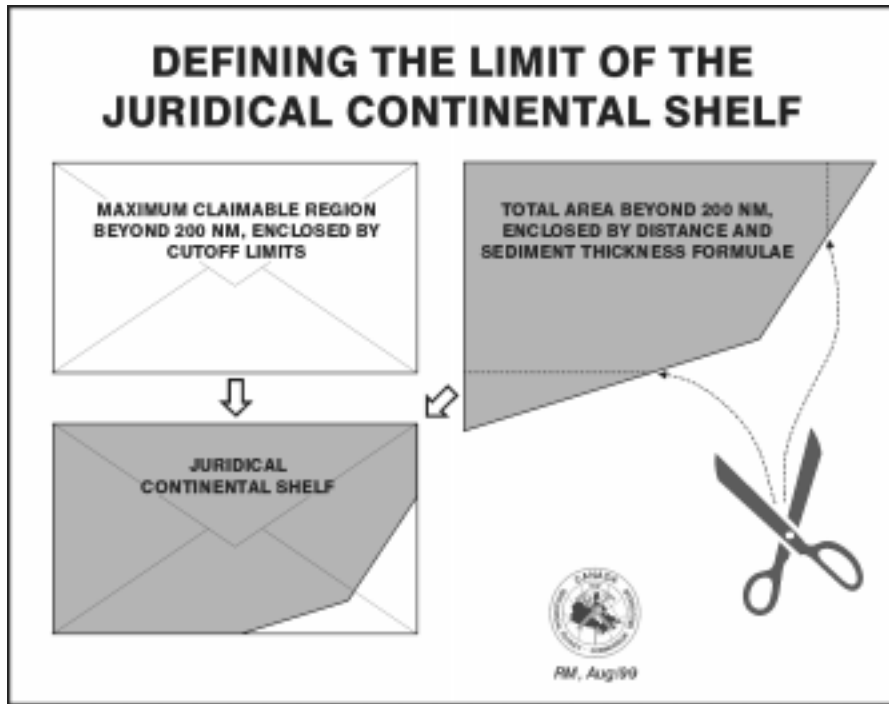 DEFINING THE LIMIT OF THE
JURIDICAL CONTINENTAL SHELF
MAXIMUM CLAIMABLE REGION
BEYOND 200 NM, ENCLOSED BY
CUTOFF LIMITS
TOTAL AREA BEYOND 200 NM,
ENCLOSED BY DISTANCE AND
SEDIMENT THICKNESS FORMULAE
JURIDICAL
CONTINENTAL SHELF
CANADA
RM, Aug/99